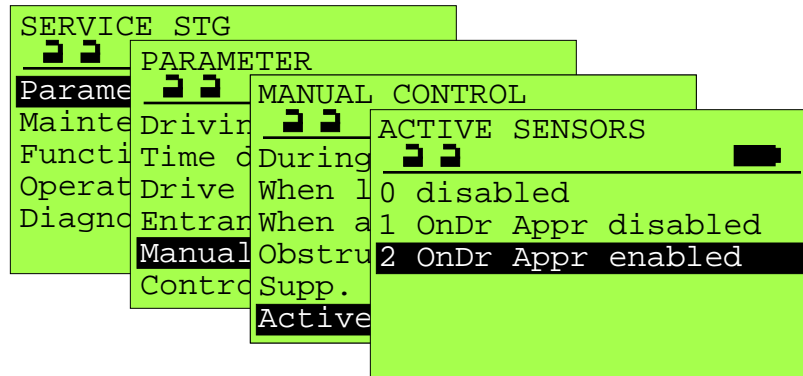 SERVICE STG
Parame
Mainte
Functi
Operat
Diagno
PARAMETER
Drivin
Time d
Drive
Entran
Manual
Contro
MANUAL CONTROL
During
When l
When a
Obstru
Supp.
Active
ACTIVE SENSORS
0 disabled
1 OnDr Appr disabled
2 OnDr Appr enabled